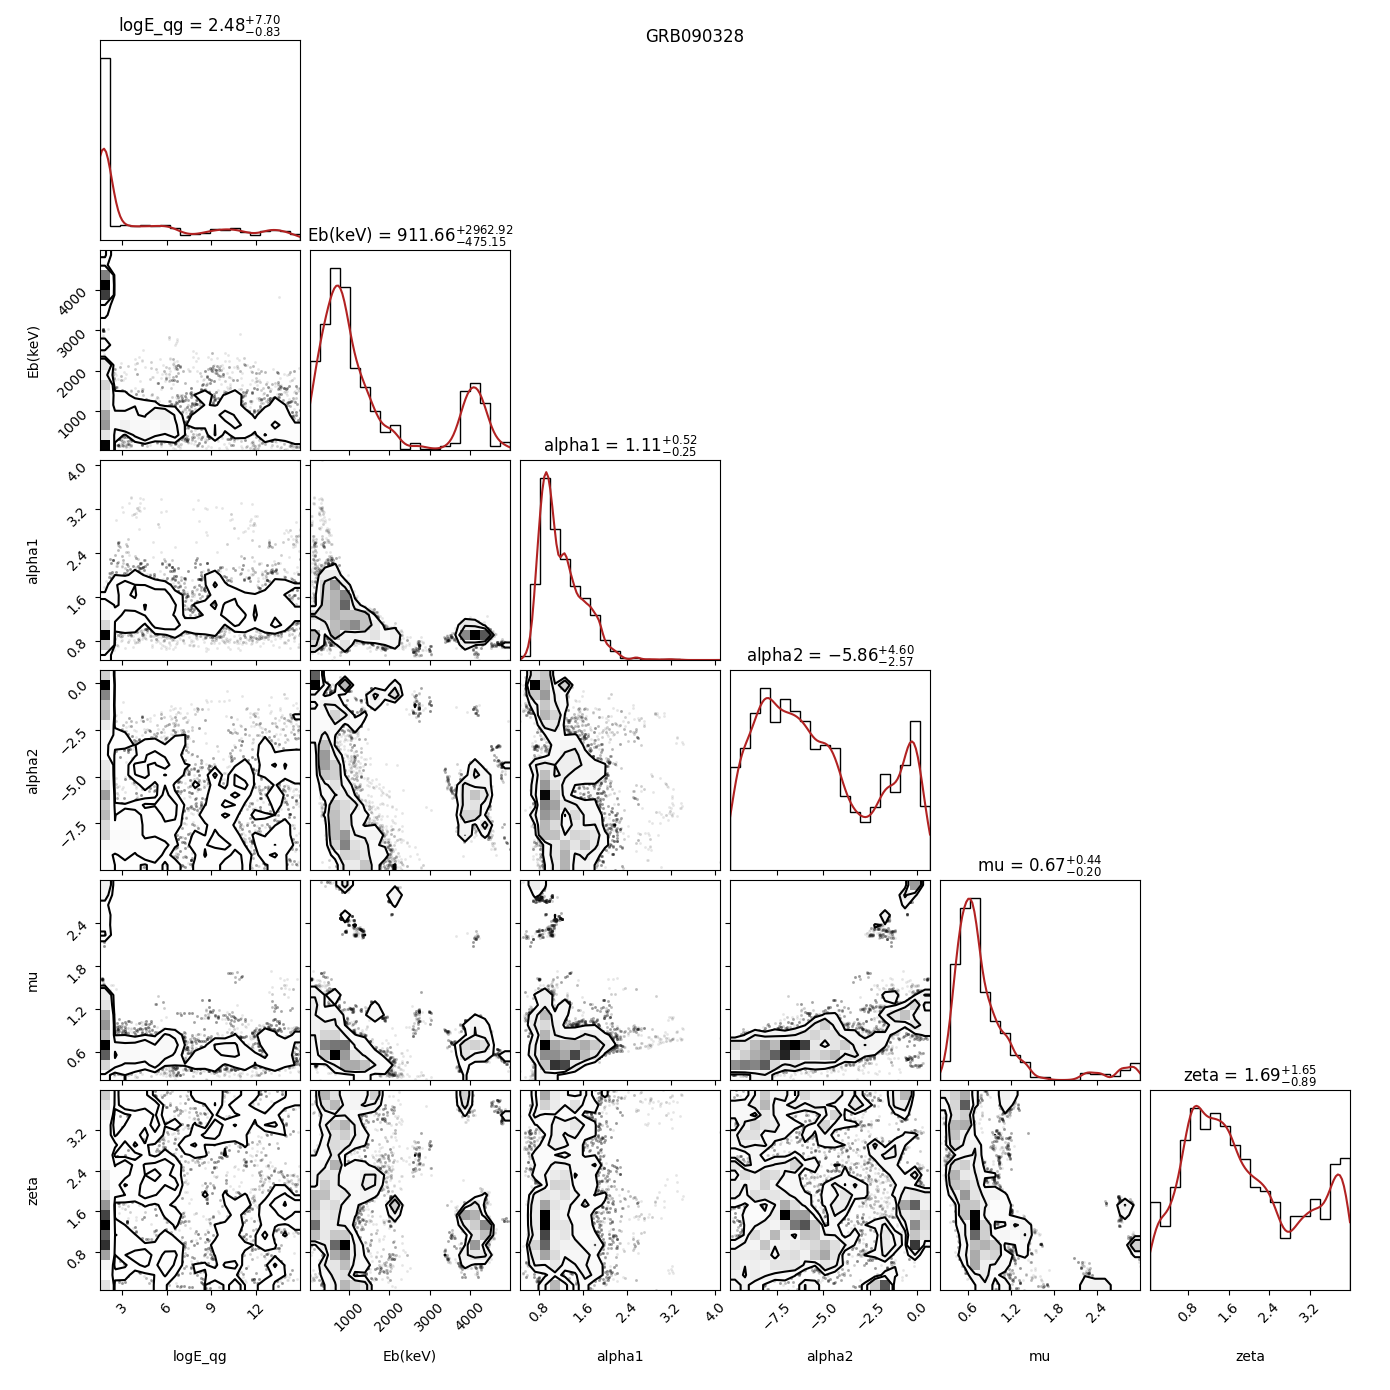 logE_qg = 2.48+7.70−0.83
GRB090328
Eb(keV) = 911.66+2962.92−475.15
Eb(keV)
4000
3000
2000
1000
alpha1 = 1.11+0.52−0.25
alpha1
4.0
3.2
2.4
1.6
0.8
alpha2 = −5.86+4.60−2.57
alpha2
0.0
−2.5
−5.0
−7.5
mu = 0.67+0.44−0.20
mu
2.4
1.8
1.2
0.6
zeta = 1.69+1.65−0.89
zeta
3.2
2.4
1.6
0.8
3 6 9 12 1000 2000 3000 4000 0.8 1.6 2.4 3.2 4.0 −7.5 −5.0 −2.5 0.0 0.6 1.2 1.8 2.4 0.8 1.6 2.4 3.2
logE_qg Eb(keV) alpha1 alpha2 mu zeta